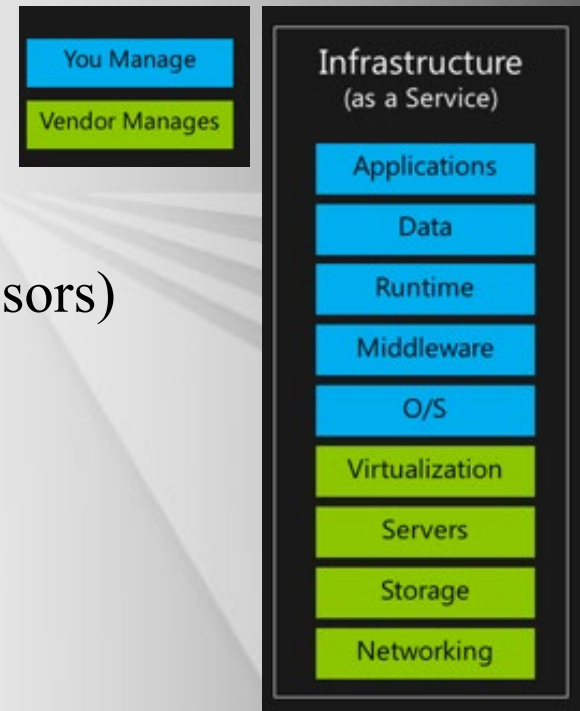 You Manage
Vendor Manages
sors)
Infrastructure
(as a Service)
Applications
Data
Runtime
Middleware
O/S
Virtualization
Servers
Storage
Networking